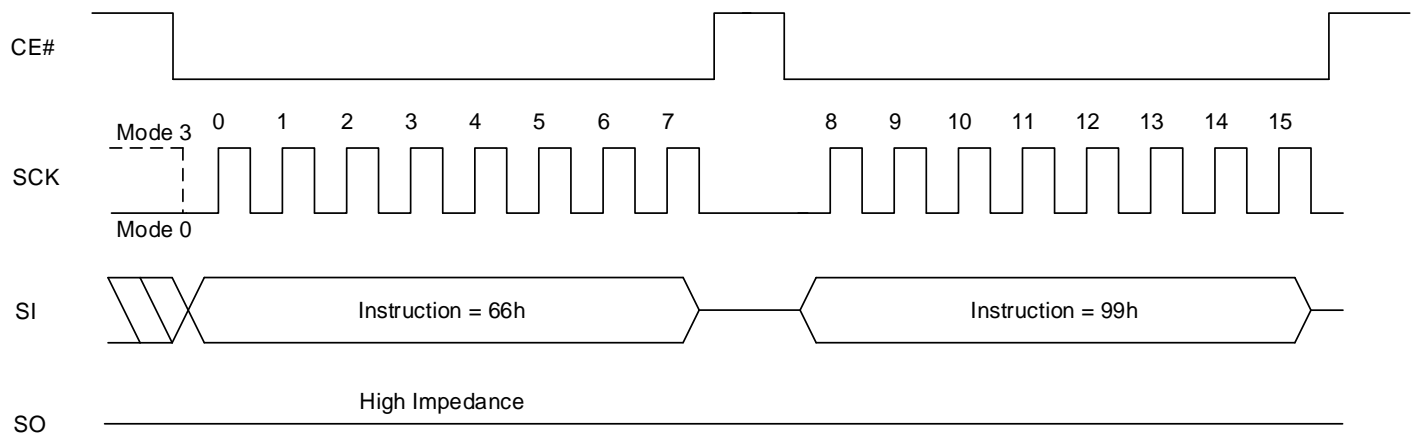 CE#
Mode 3
0 1 2 3 4 5 6 7 8 9 10 11 12 13 14 15
SCK
Mode 0
SI
Instruction = 66h
Instruction = 99h
High Impedance
SO